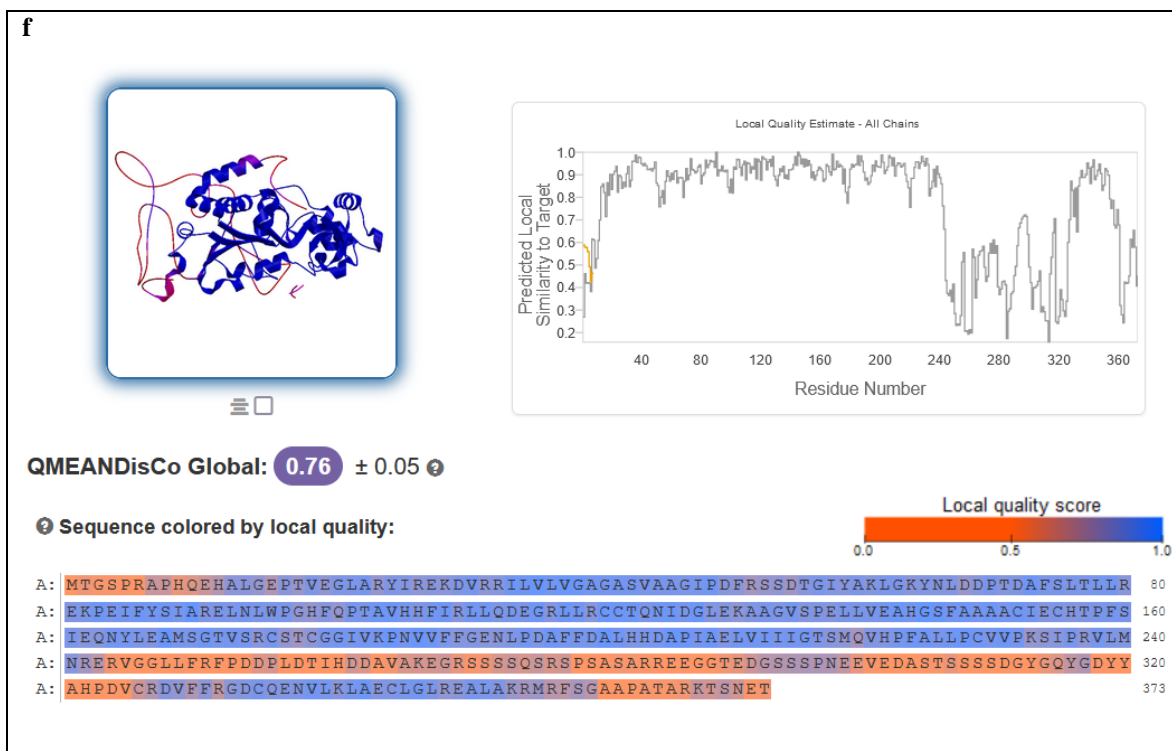 f
Local Quality Estimate - All Chains
Predicted Local
Similarity to Target
1.0
0.9
0.8
0.7
0.6
0.5
0.4
0.3
0.2
40 80 120 160 200 240 280 320 360
Residue Number
QMEANDisCo Global: 0.76 ± 0.05 ?
? Sequence colored by local quality:
Local quality score
0.0 0.5 1.0
A: MTGSPRAPHQEHALGEPTVEGLARYIREKDVRRILVLVGAGASVAAGIPDFRSSDTGIYAKLGKYNLDDPTDAFSLTLLR 80
A: EKPEIFYSIARELNLWPGHFQPTAVHHFIRLLQDEGRLLRCCTQNIDGLEKAAGVSPELLVEAHGSFAAAACIECHTPFS 160
A: IEQNYLEAMSGTVSRCSTCGGIVKPNVVFFGENLPDAFFDALHHDAPIAELVIIIGTSMQVHPFALLPCVVPKSIPRVLM 240
A: NRERVGGLLFRFPDDPLDTIHDDAVAKEGRSSSSQSRSPSASARREEGGTEDGSSSPNEEVEDASTSSSSDGYGQYGDYY 320
A: AHPDVCRDVFFRGDCQENVLKLAECLGLREALAKRMRFSGAAPATARKTSNET 373